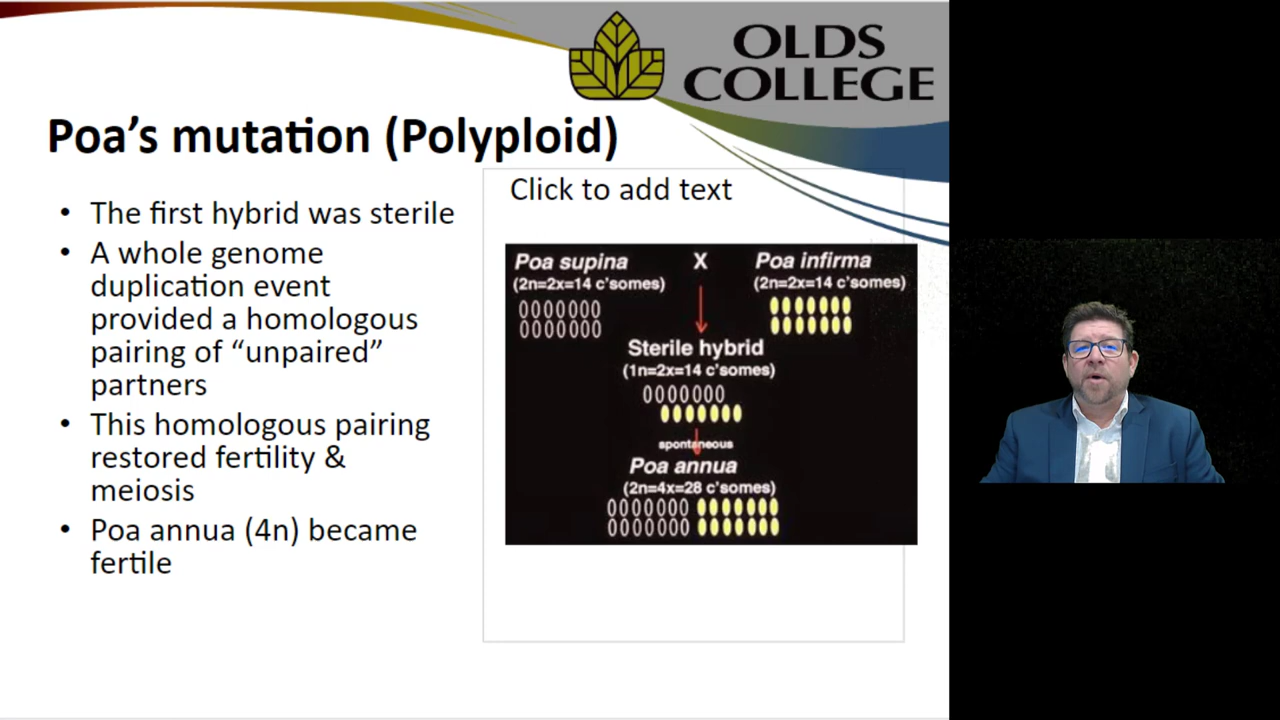 OLDS
COLLEGE
Poa’s mutation (Polyploid)
• The first hybrid was sterile
• A whole genome
duplication event
provided a homologous
pairing of “unpaired”
partners
• This homologous pairing
restored fertility &
meiosis
• Poa annua (4n) became
fertile
Click to add text
Poa supina X Poa infirma
(2n=2x=14 c'somes) (2n=2x=14 c'somes)
Sterile hybrid
(1n=2x=14 c'somes)
spontaneous
Poa annua
(2n=4x=28 c'somes)